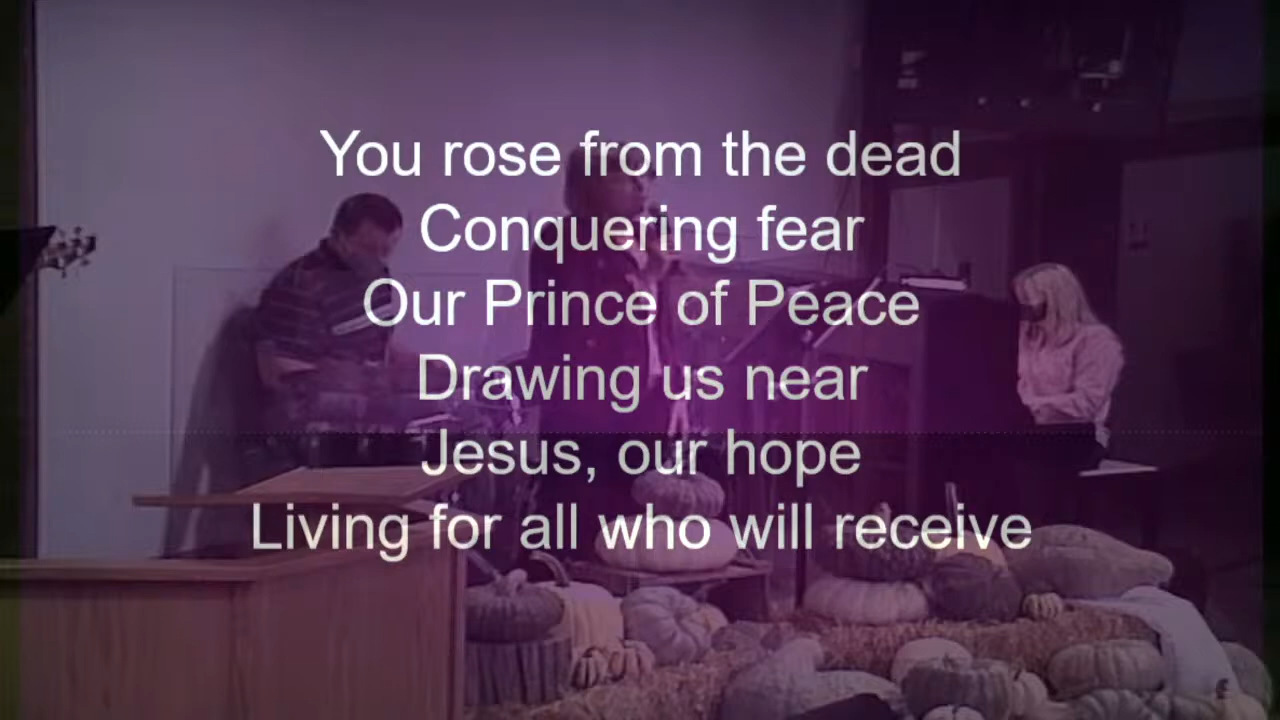 You rose from the dead
Conquering fear
Our Prince of Peace
Drawing us near
Jesus, our hope
Living for all who will receive